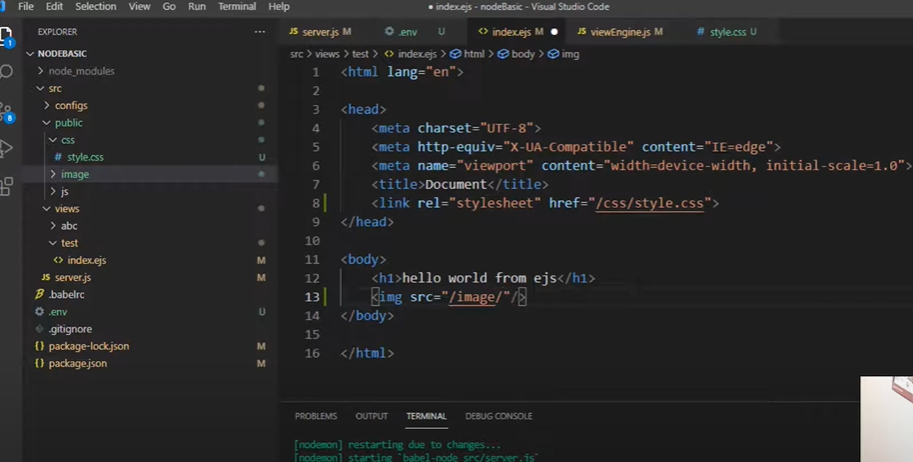 File Edit Selection View Go Run Terminal Help
● index.ejs - nodeBasic - Visual Studio Code
EXPLORER ···
NODEBASIC
node_modules
src
configs
public
css
style.css U
image
js
views
abc
test
index.ejs M
server.js M
.babelrc
.env U
.gitignore
package-lock.json M
package.json M
1
8
server.js M .env U index.ejs M ● viewEngine.js M style.css U
src > views > test > index.ejs > html > body > img
1 <html lang="en">
2
3 <head>
4 <meta charset="UTF-8">
5 <meta http-equiv="X-UA-Compatible" content="IE=edge">
6 <meta name="viewport" content="width=device-width, initial-scale=1.0">
7 <title>Document</title>
8 <link rel="stylesheet" href="/css/style.css">
9 </head>
10
11 <body>
12 <h1>hello world from ejs</h1>
13 <img src="/image/"/>
14 </body>
15
16 </html>
PROBLEMS OUTPUT TERMINAL DEBUG CONSOLE
[nodemon] restarting due to changes...
[nodemon] starting `babel-node src/server.js`